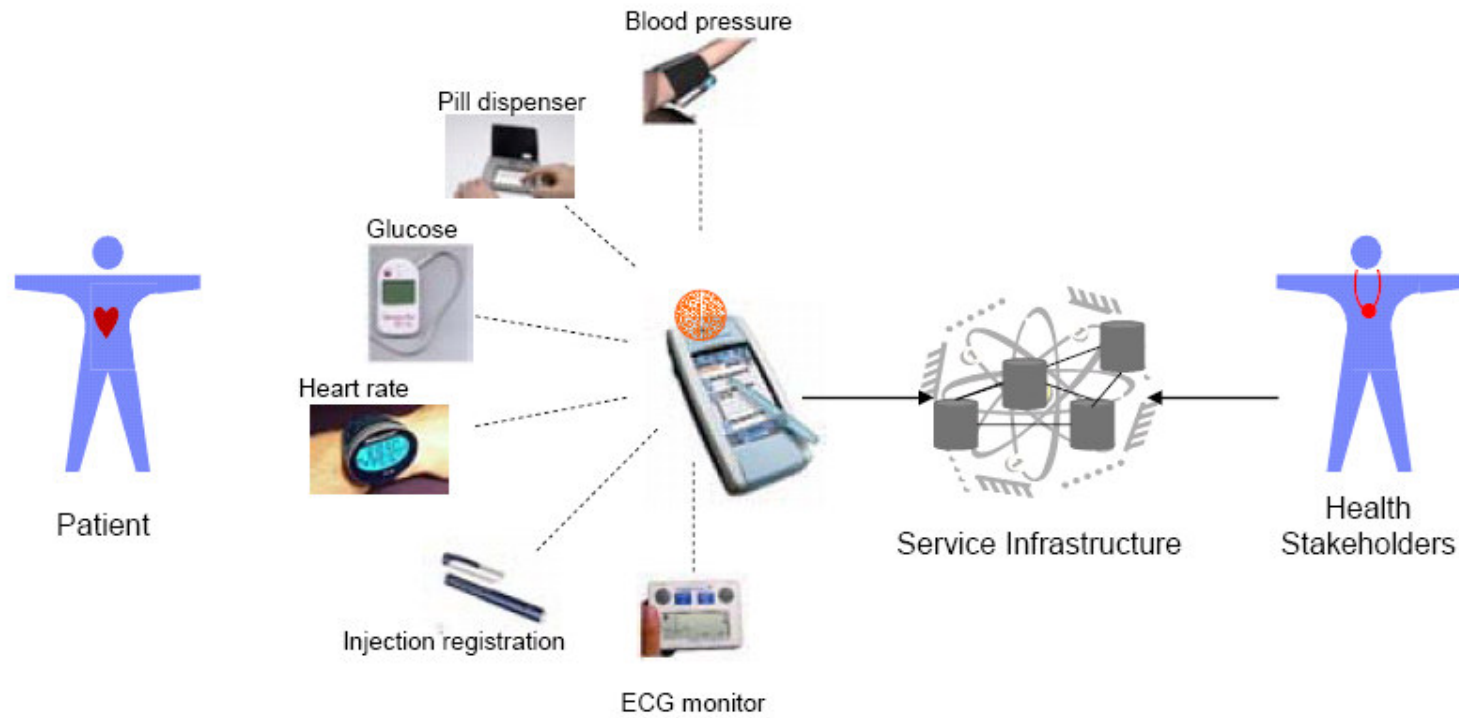 Blood pressure
Pill dispenser
Glucose
Heart rate
Patient
Injection registration
ECG monitor
Service Infrastructure
Health
Stakeholders